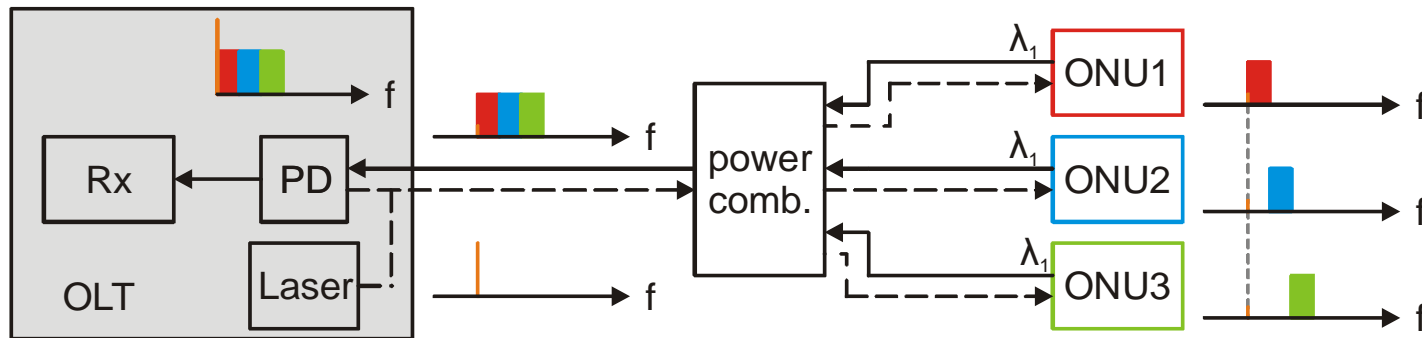 f
Rx
PD
Laser
OLT
f
f
power
comb.
λ₁
ONU1
λ₁
ONU2
λ₁
ONU3
f
f
f